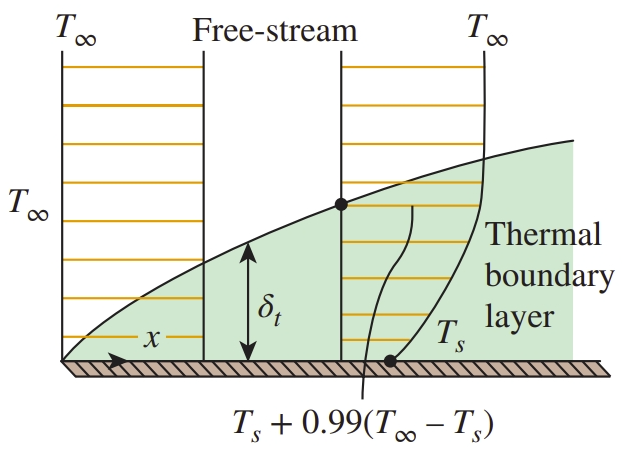 T∞ Free-stream T∞
T∞
Thermal
boundary
layer
δt
x
Ts
Ts + 0.99(T∞ − Ts)